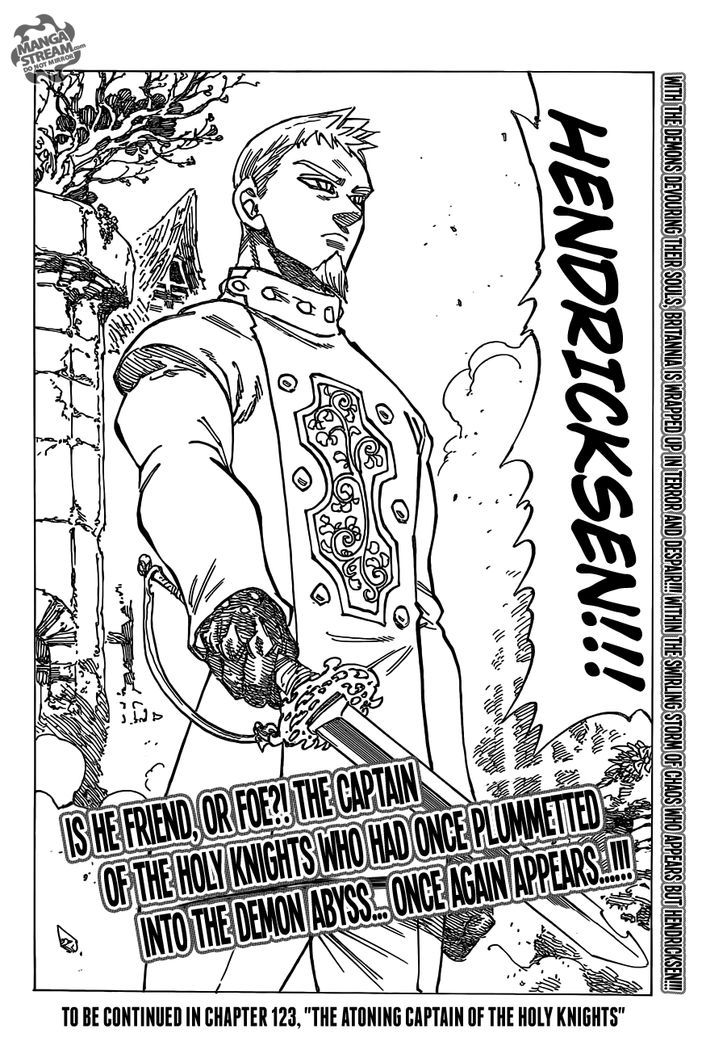 MANGA
STREAM.com
DO NOT MIRROR
WITH THE DEMONS DEVOURING THEIR SOULS, BRITANNIA IS WRAPPED UP IN TERROR AND DESPAIR!!! WITHIN THE SWIRLING STORM OF CHAOS WHO APPEARS BUT HENDRICKSEN!!!
HENDRICKSEN!!!
IS HE FRIEND, OR FOE?! THE CAPTAIN
OF THE HOLY KNIGHTS WHO HAD ONCE PLUMMETTED
INTO THE DEMON ABYSS... ONCE AGAIN APPEARS...!!!
TO BE CONTINUED IN CHAPTER 123, "THE ATONING CAPTAIN OF THE HOLY KNIGHTS"